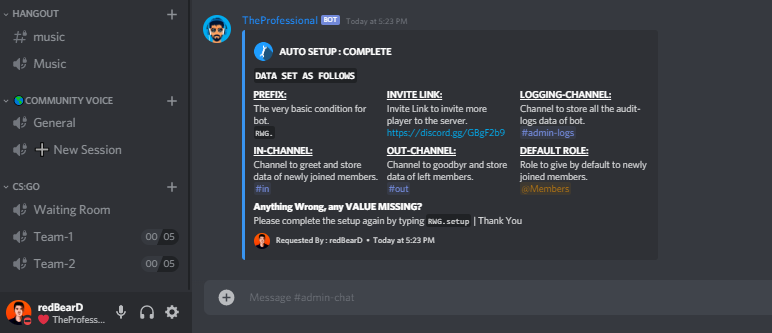 HANGOUT
music
Music
COMMUNITY VOICE
General
New Session
CS:GO
Waiting Room
Team-1 00 05
Team-2 00 05
redBearD
TheProfess...
TheProfessional BOT Today at 5:23 PM
AUTO SETUP : COMPLETE
DATA SET AS FOLLOWS
PREFIX:
The very basic condition for
bot.
RWG.
INVITE LINK:
Invite Link to invite more
player to the server.
https://discord.gg/GBgF2b9
LOGGING-CHANNEL:
Channel to store all the audit-
logs data of bot.
#admin-logs
IN-CHANNEL:
Channel to greet and store
data of newly joined members.
#in
OUT-CHANNEL:
Channel to goodbyr and store
data of left members.
#out
DEFAULT ROLE:
Role to give by default to newly
joined members.
@Members
Anything Wrong, any VALUE MISSING?
Please complete the setup again by typing RWG.setup | Thank You
Requested By : redBearD • Today at 5:23 PM
Message #admin-chat